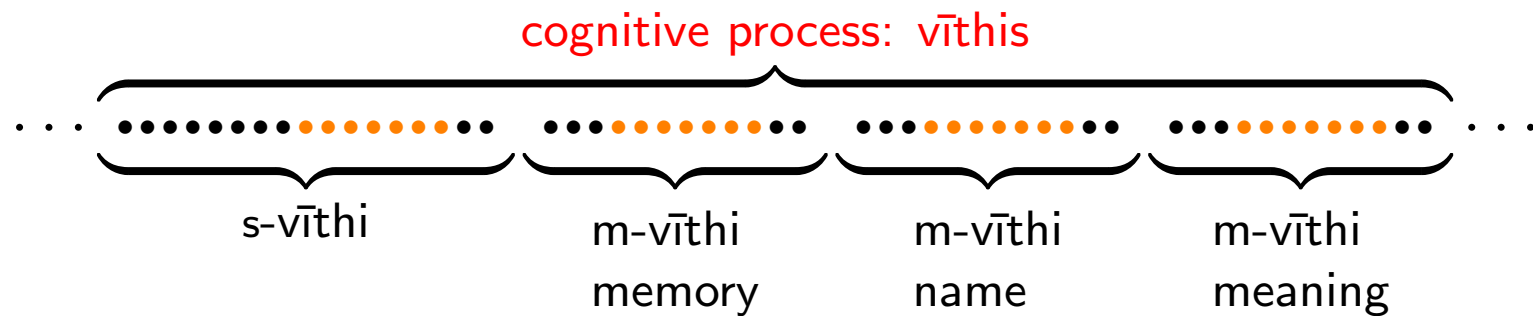 cognitive process: vīthis
s-vīthi
m-vīthi
memory
m-vīthi
name
m-vīthi
meaning